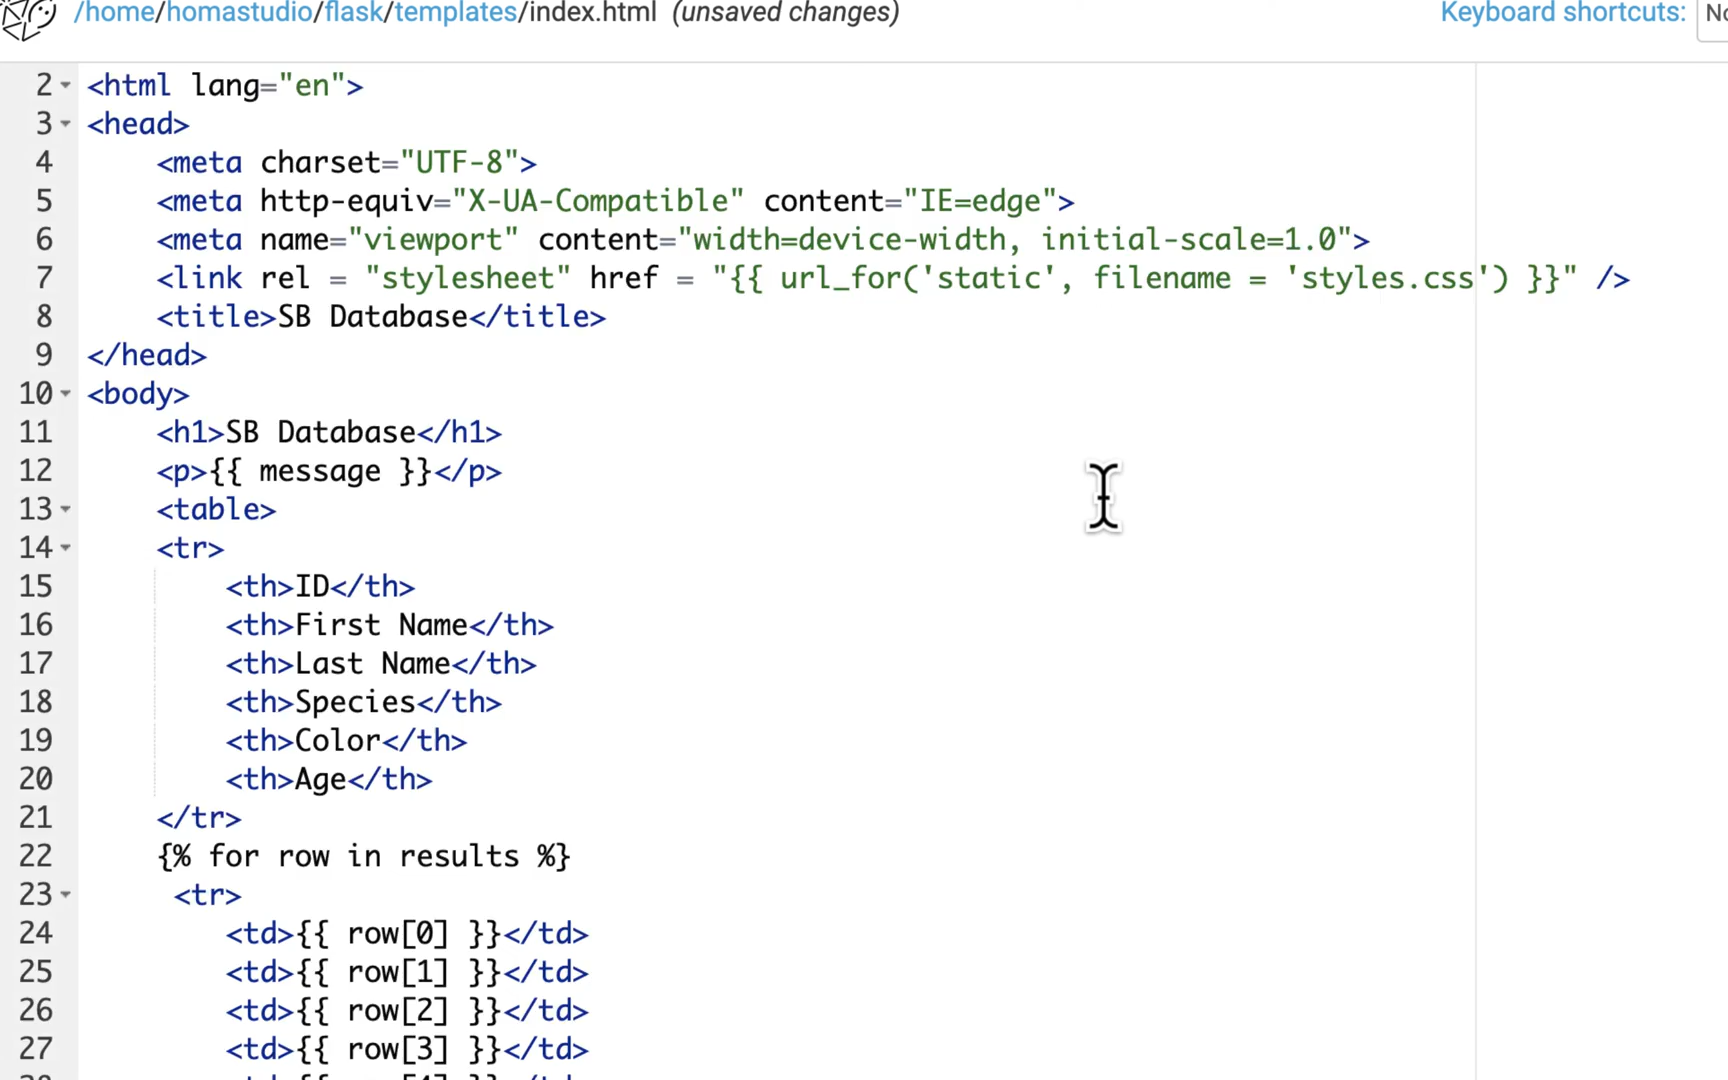 /home/homastudio/flask/templates/index.html (unsaved changes) Keyboard shortcuts:
2 <html lang="en">
3 <head>
4 <meta charset="UTF-8">
5 <meta http-equiv="X-UA-Compatible" content="IE=edge">
6 <meta name="viewport" content="width=device-width, initial-scale=1.0">
7 <link rel = "stylesheet" href = "{{ url_for('static', filename = 'styles.css') }}" />
8 <title>SB Database</title>
9 </head>
10 <body>
11 <h1>SB Database</h1>
12 <p>{{ message }}</p>
13 <table>
14 <tr>
15 <th>ID</th>
16 <th>First Name</th>
17 <th>Last Name</th>
18 <th>Species</th>
19 <th>Color</th>
20 <th>Age</th>
21 </tr>
22 {% for row in results %}
23 <tr>
24 <td>{{ row[0] }}</td>
25 <td>{{ row[1] }}</td>
26 <td>{{ row[2] }}</td>
27 <td>{{ row[3] }}</td>